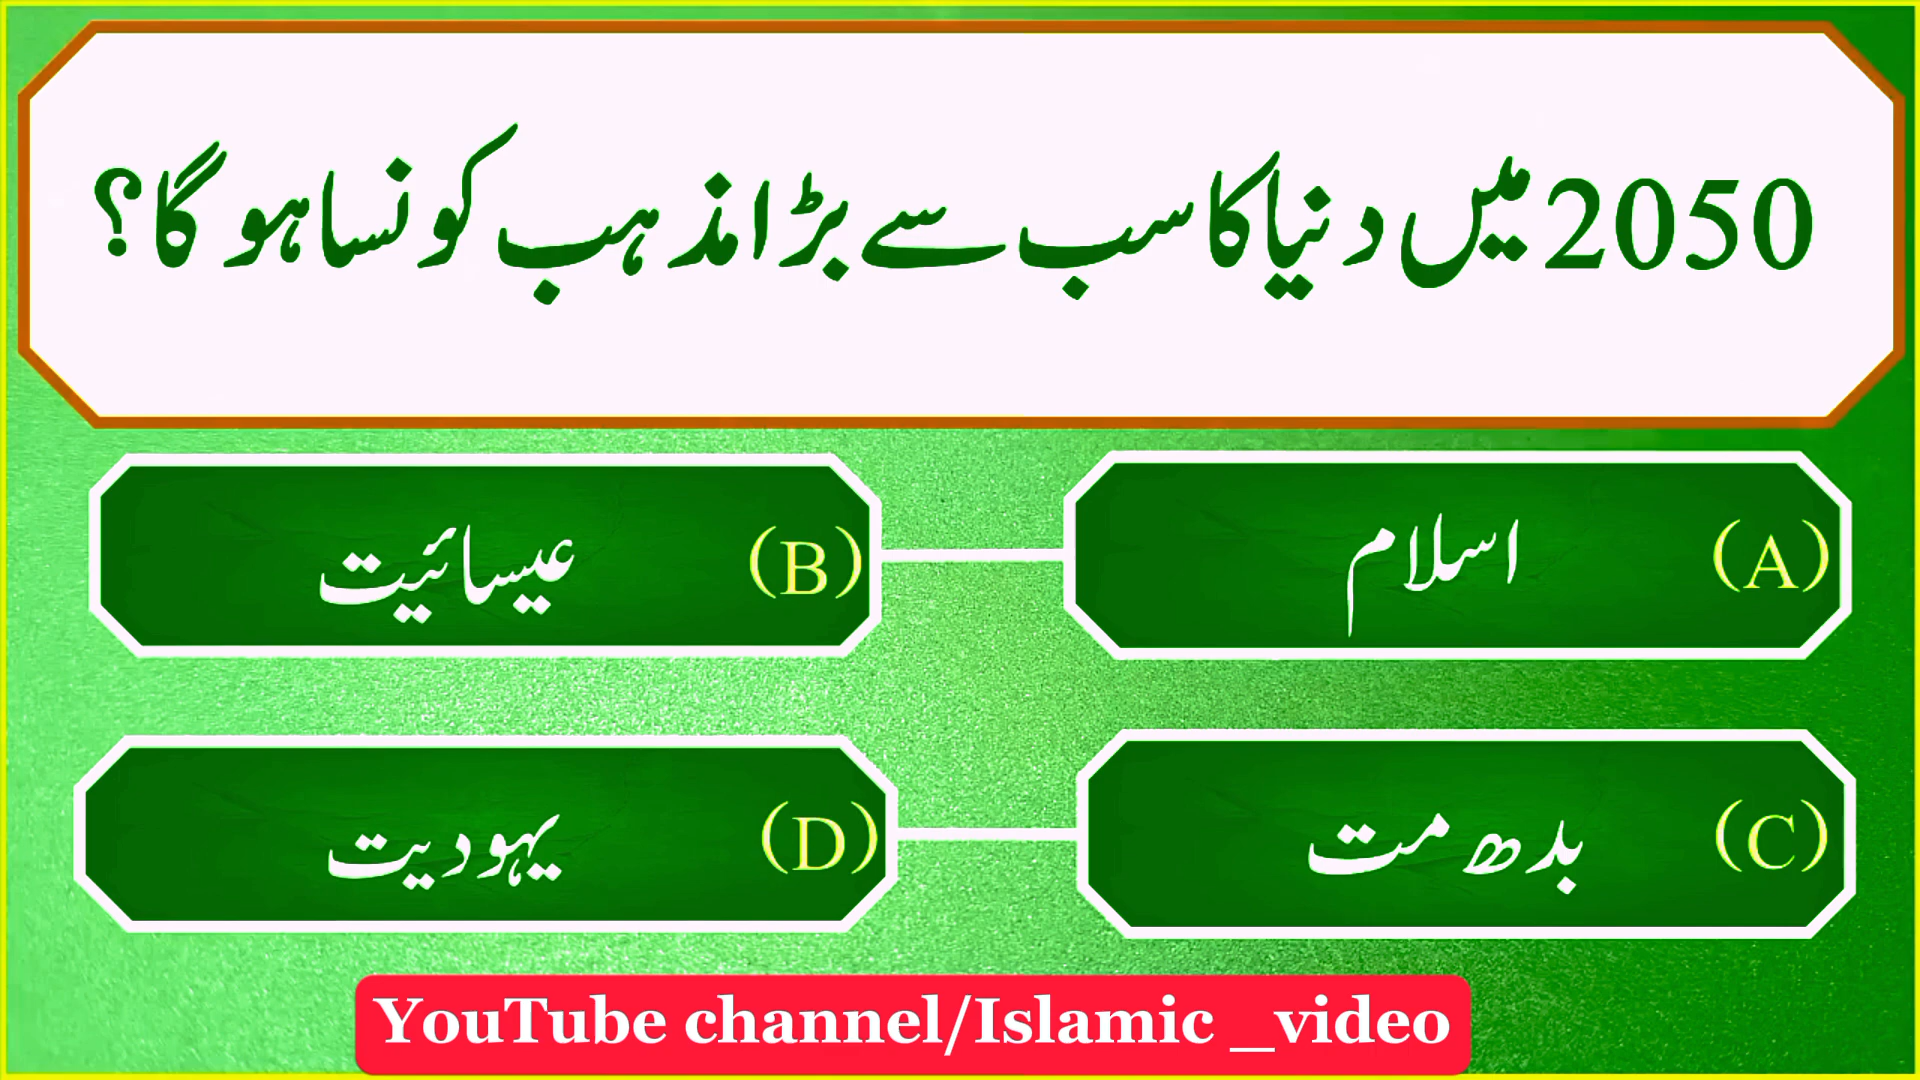 2050 میں دنیا کا سب سے بڑا مذہب کونسا ہو گا؟
(A) اسلام
(B) عیسائیت
(C) بدھ مت
(D) یہودیت
YouTube channel/Islamic _video